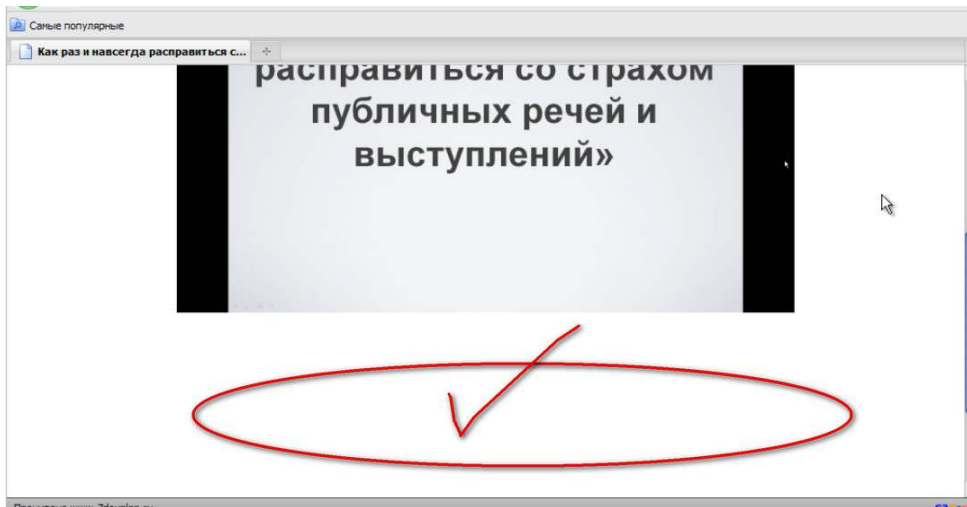 Самые популярные
Как раз и навсегда расправиться с...
расправиться со страхом
публичных речей и
выступлений»